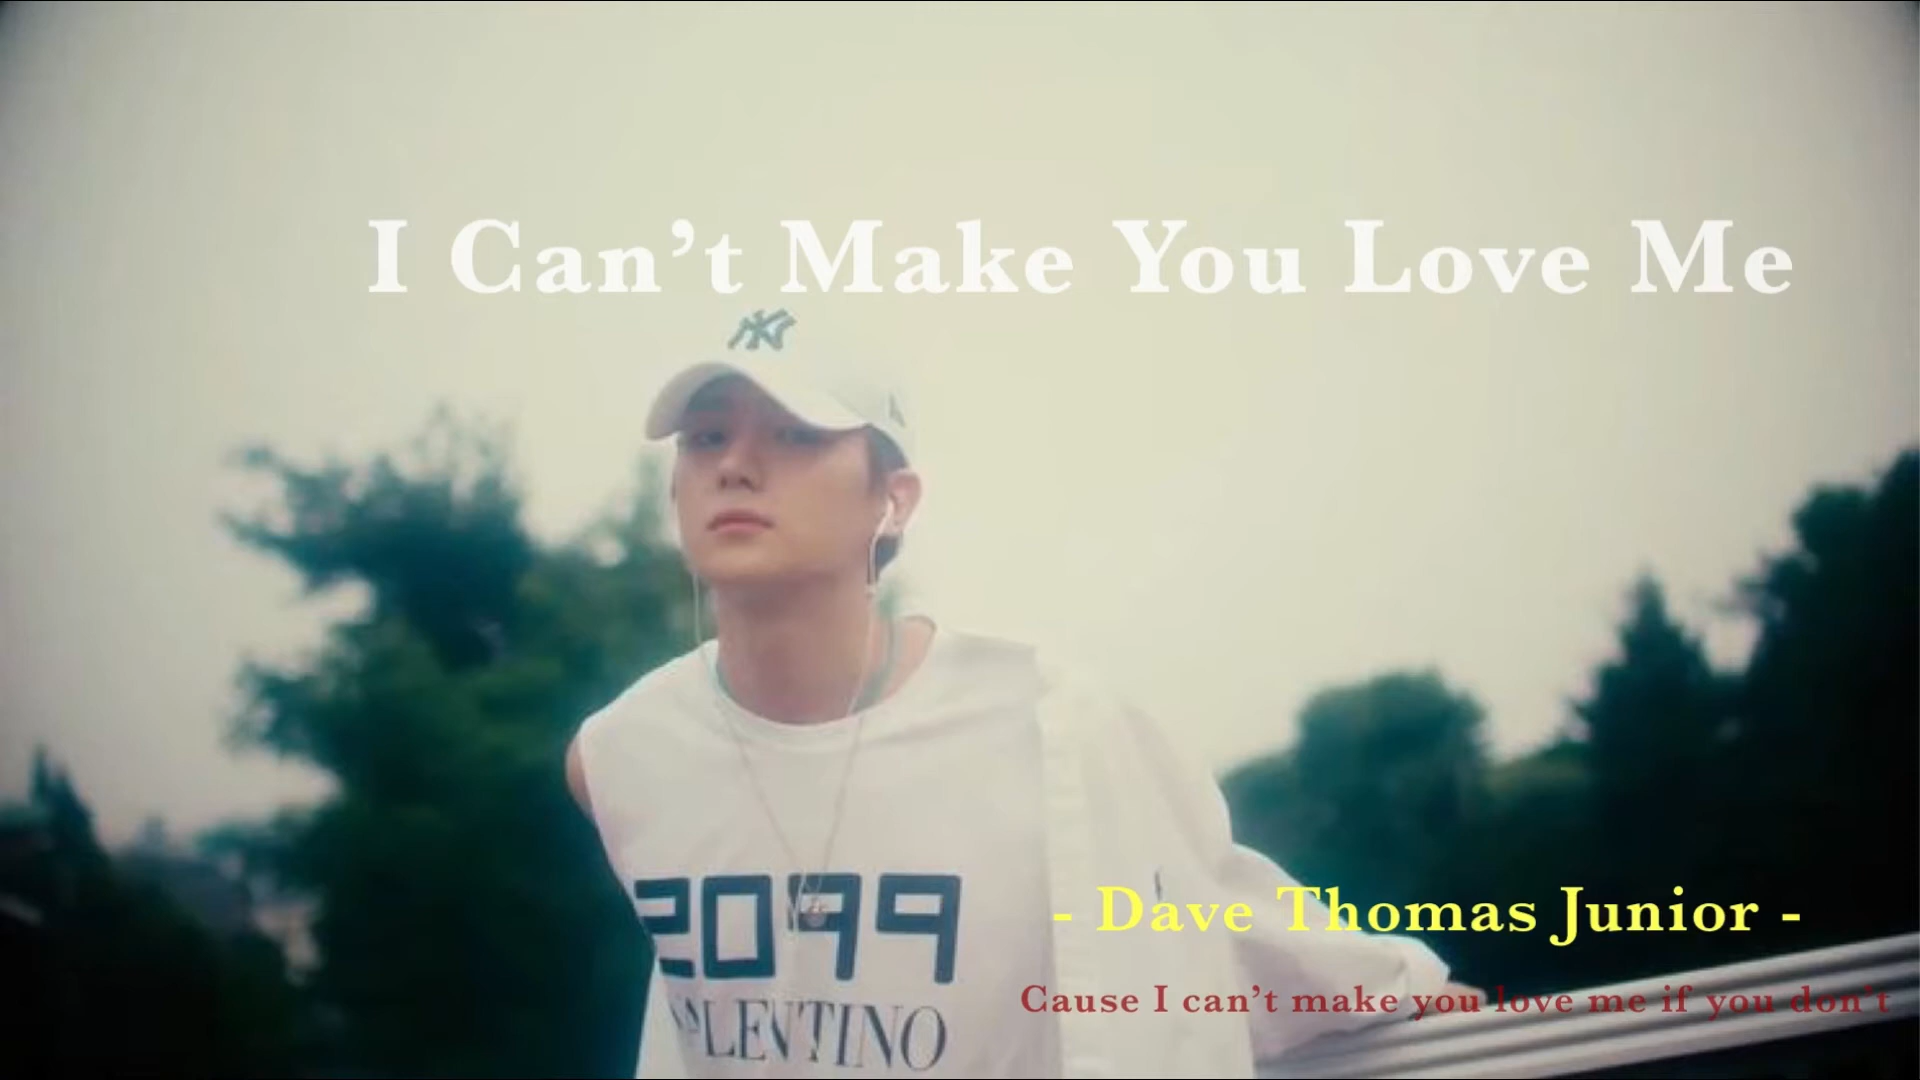 I Can’t Make You Love Me
NY
2099
VALENTINO
- Dave Thomas Junior -
Cause I can’t make you love me if you don’t